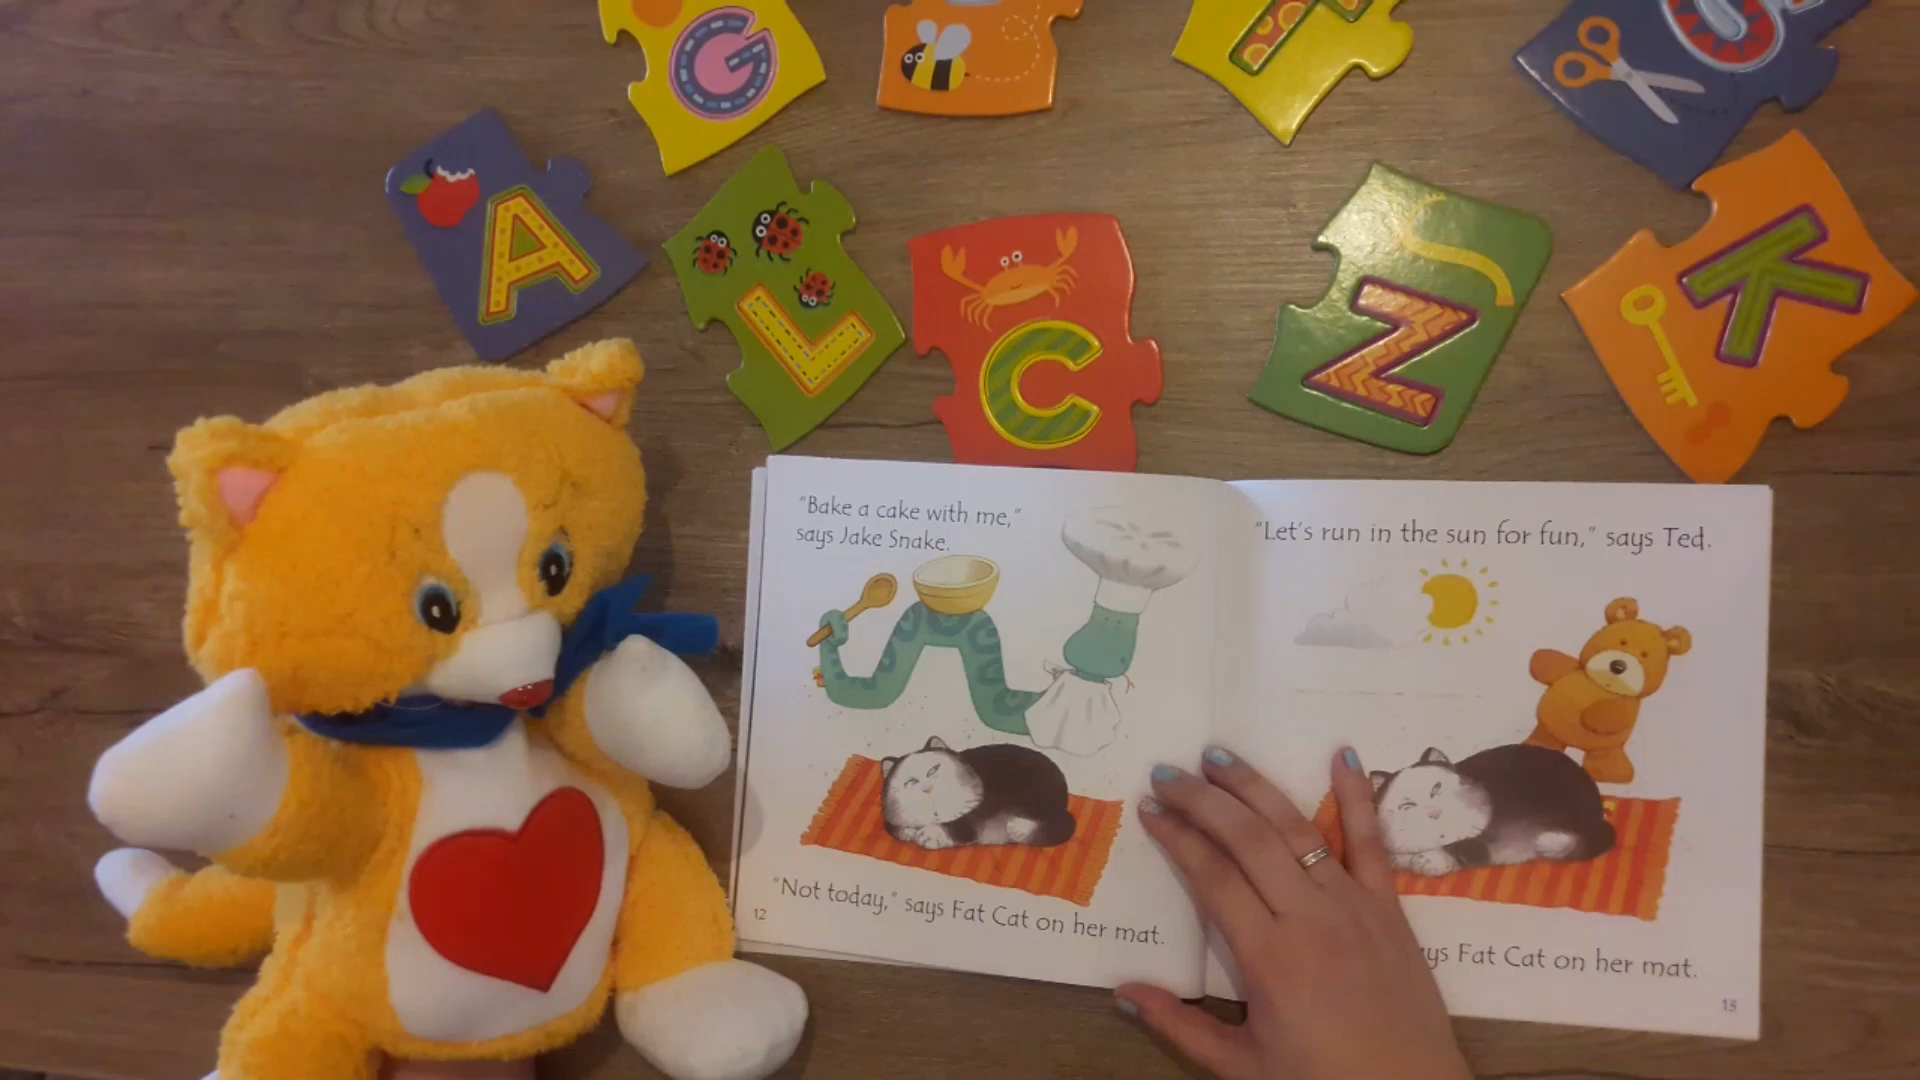 G
A
L
C
Z
K
"Bake a cake with me,"
says Jake Snake.
"Not today," says Fat Cat on her mat.
12
"Let's run in the sun for fun," says Ted.
says Fat Cat on her mat.
13